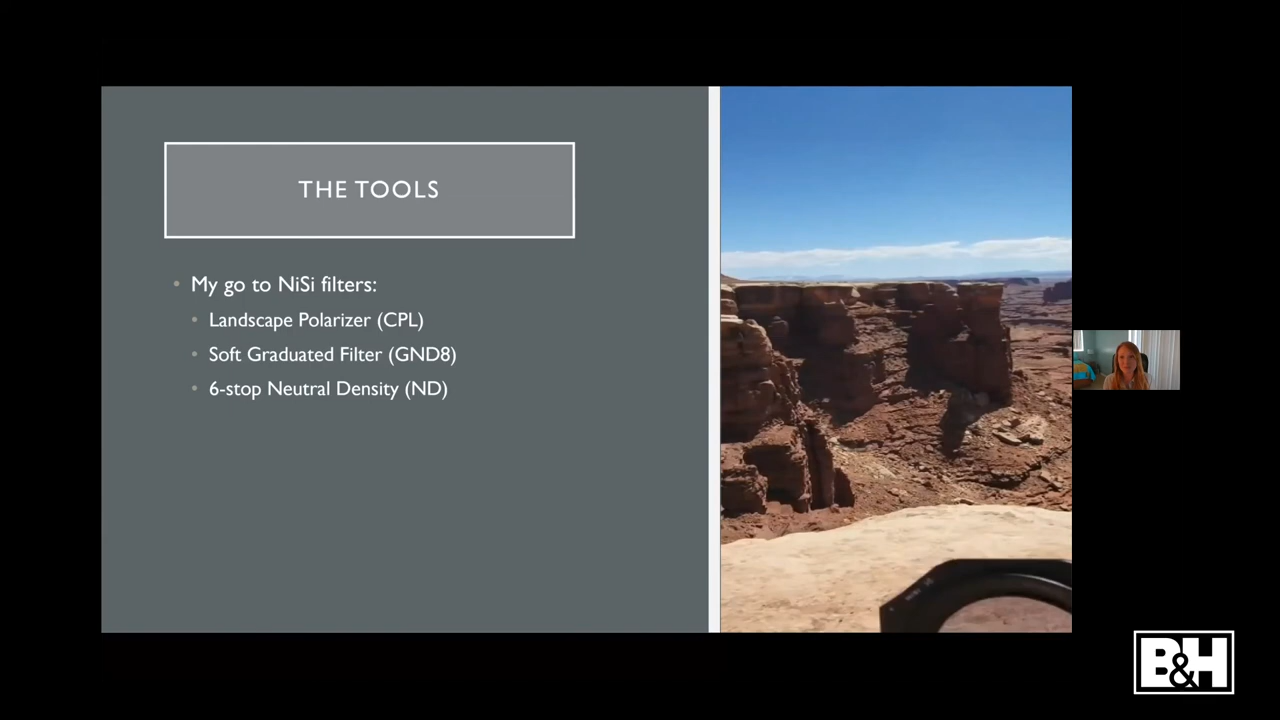 THE TOOLS
My go to NiSi filters:
Landscape Polarizer (CPL)
Soft Graduated Filter (GND8)
6-stop Neutral Density (ND)
B&H